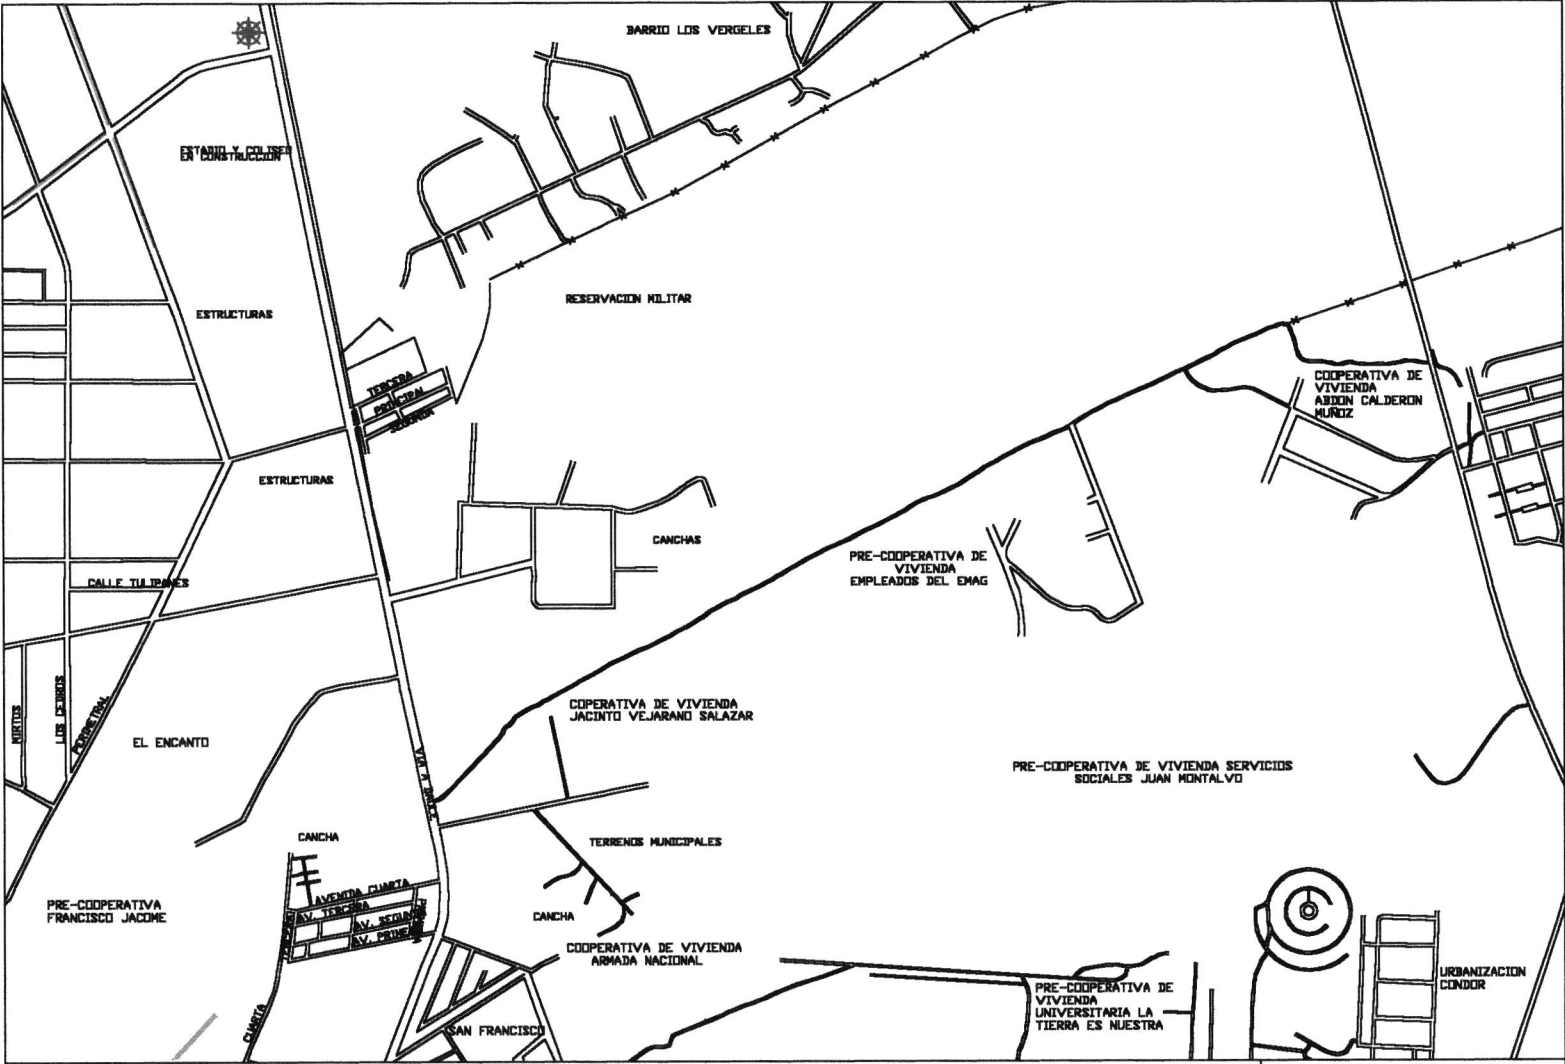 BARRIO LOS VERGELES
ESTADIO Y COLISEO
EN CONSTRUCCION
RESERVACION MILITAR
ESTRUCTURAS
TERCERA
PRINCIPAL
SEGUNDA
COOPERATIVA DE
VIVIENDA
ABDON CALDERON
MUÑOZ
ESTRUCTURAS
CANCHAS
PRE-COOPERATIVA DE
VIVIENDA
EMPLEADOS DEL EMAG
CALLE TULIPANES
MIRTOS
LOS CEDROS
PERIMETRAL
EL ENCANTO
COPERATIVA DE VIVIENDA
JACINTO VEJARANO SALAZAR
VIA A DAULE
PRE-COOPERATIVA DE VIVIENDA SERVICIOS
SOCIALES JUAN MONTALVO
CANCHA
TERRENOS MUNICIPALES
PRE-COOPERATIVA
FRANCISCO JACOME
AVENIDA CUARTA
AV. TERCERA
AV. SEGUNDA
AV. PRIMERA
TERCERA
CANCHA
COOPERATIVA DE VIVIENDA
ARMADA NACIONAL
URBANIZACION
CONDOR
PRE-COOPERATIVA DE
VIVIENDA
UNIVERSITARIA LA
TIERRA ES NUESTRA
CUARTA
SAN FRANCISCO